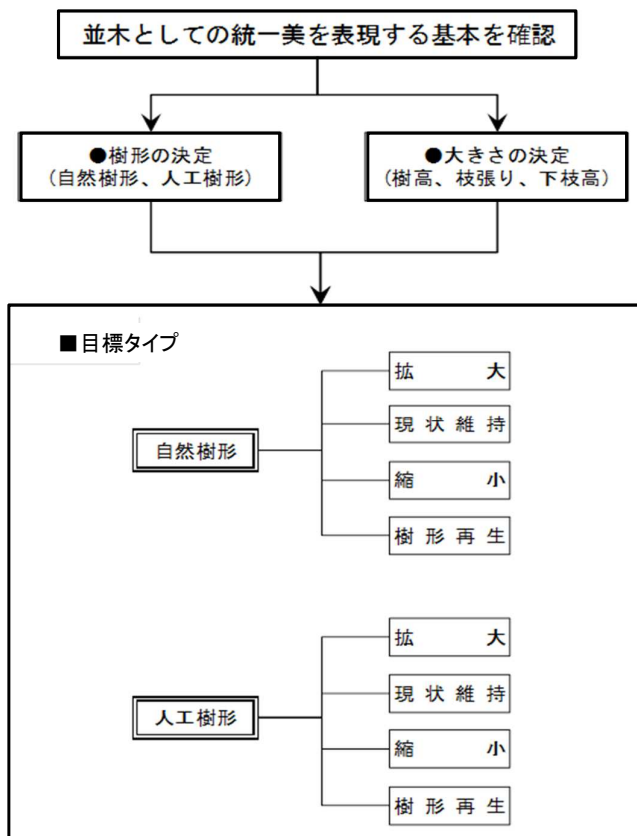 並木としての統一美を表現する基本を確認
●樹形の決定
(自然樹形、人工樹形)
●大きさの決定
(樹高、枝張り、下枝高)
■目標タイプ
自然樹形
拡大
現状維持
縮小
樹形再生
人工樹形
拡大
現状維持
縮小
樹形再生